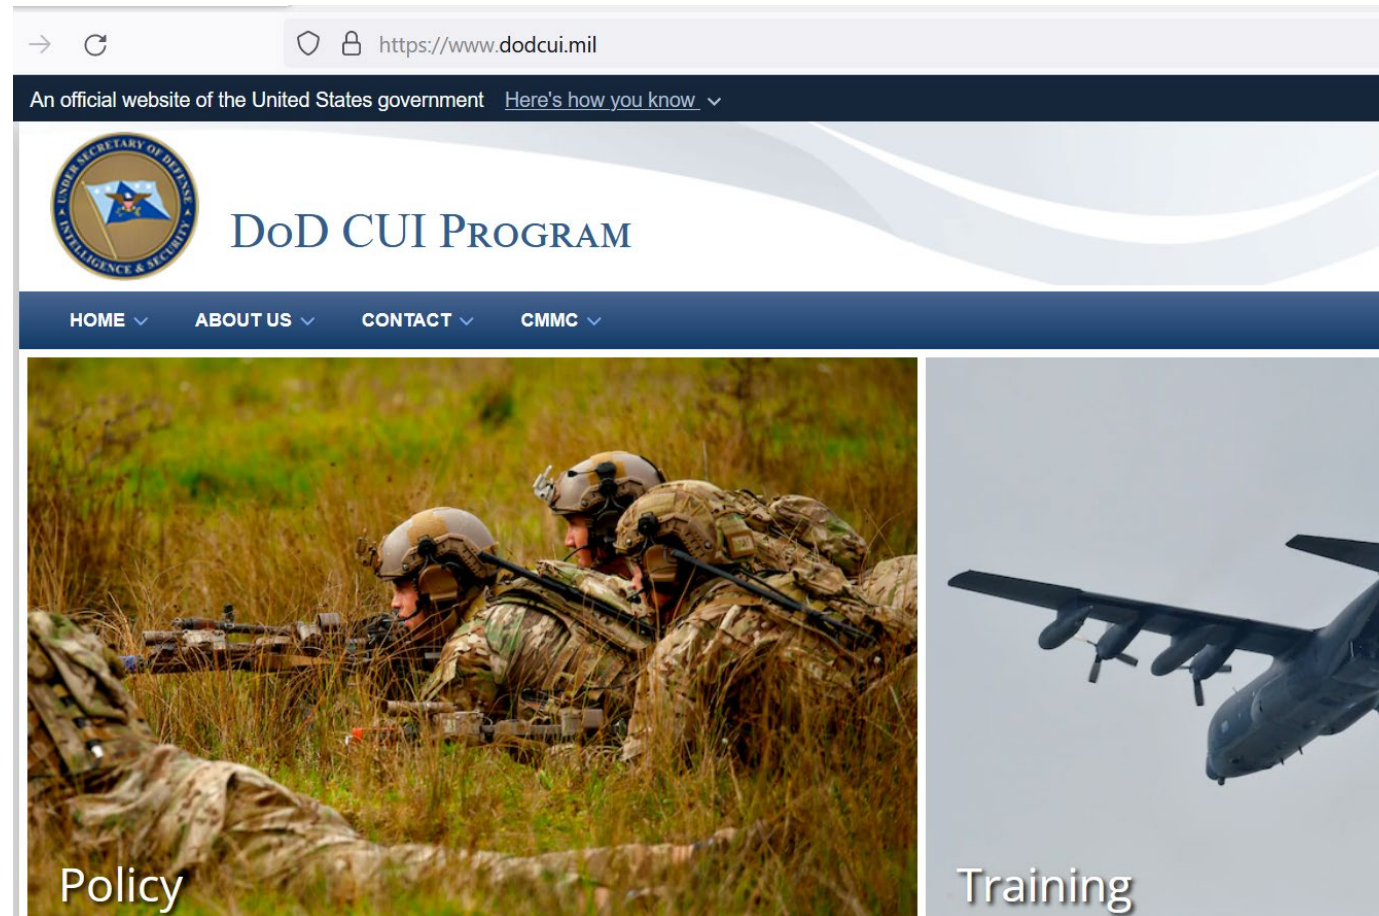 https://www.dodcui.mil
An official website of the United States government Here's how you know
UNDER SECRETARY OF DEFENSE
INTELLIGENCE & SECURITY
DoD CUI Program
HOME ABOUT US CONTACT CMMC
Policy
Training